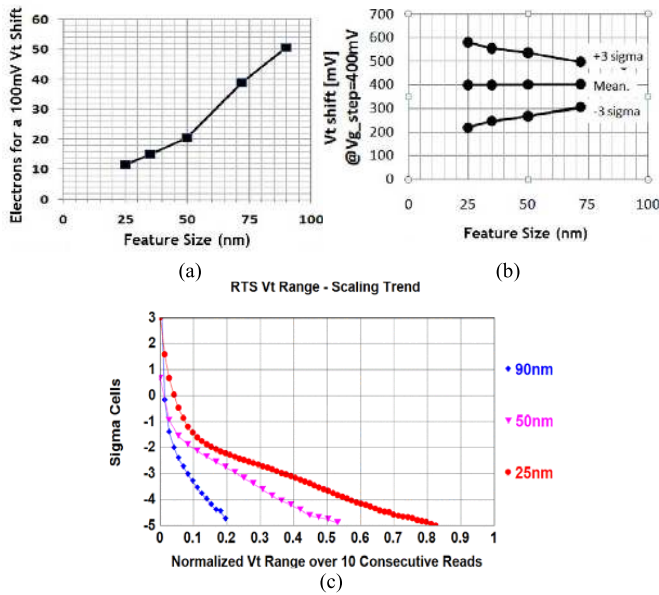 60
50
40
30
20
10
0
Electrons for a 100mV Vt Shift
0
25
50
75
100
Feature Size (nm)
(a)
700
600
500
400
300
200
100
0
Vt shift [mV]
@Vg_step=400mV
+3 sigma
Mean.
-3 sigma
0
25
50
75
100
Feature Size (nm)
(b)
RTS Vt Range - Scaling Trend
3
2
1
0
-1
-2
-3
-4
-5
Sigma Cells
0
0.1
0.2
0.3
0.4
0.5
0.6
0.7
0.8
0.9
1
Normalized Vt Range over 10 Consecutive Reads
90nm
50nm
25nm
(c)